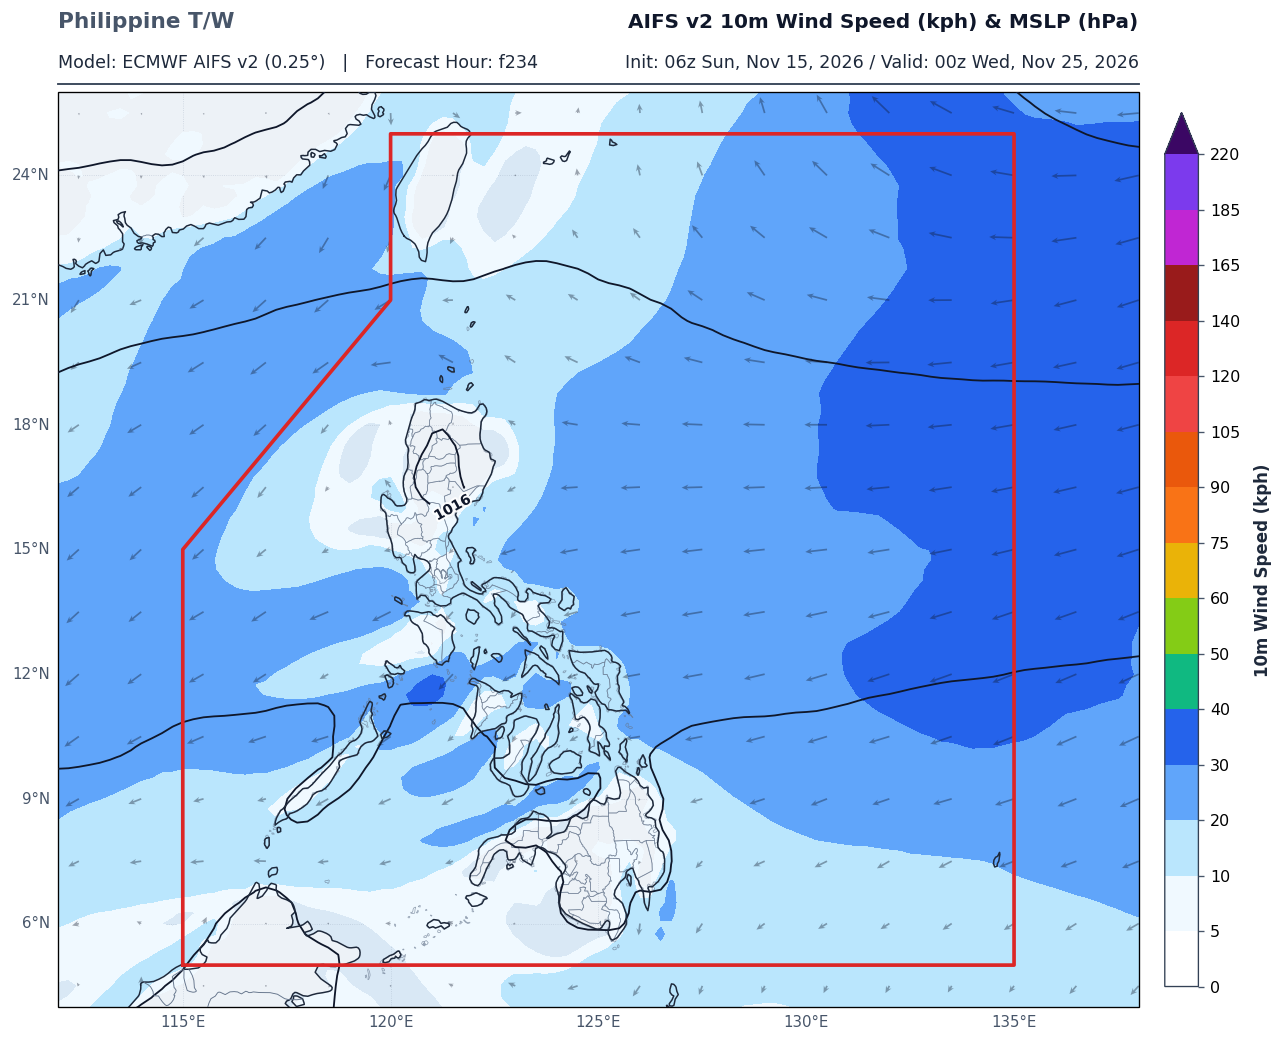 Philippine T/W
AIFS v2 10m Wind Speed (kph) & MSLP (hPa)
Model: ECMWF AIFS v2 (0.25°) | Forecast Hour: f234
Init: 06z Sun, Nov 15, 2026 / Valid: 00z Wed, Nov 25, 2026
24°N
21°N
18°N
15°N
12°N
9°N
6°N
1016
115°E
120°E
125°E
130°E
135°E
220
185
165
140
120
105
90
75
60
50
40
30
20
10
5
0
10m Wind Speed (kph)